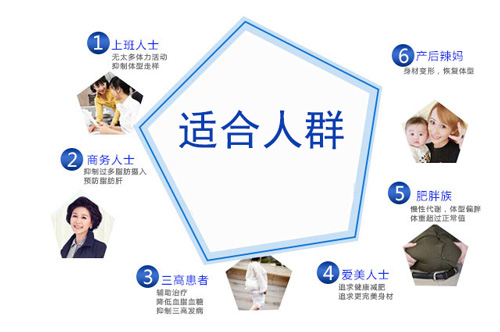 适合人群
1 上班人士
无太多体力活动
抑制体型走样
2 商务人士
抑制过多脂肪摄入
预防脂肪肝
3 三高患者
辅助治疗
降低血脂血糖
抑制三高发病
4 爱美人士
追求健康减肥
追求更完美身材
5 肥胖族
慢性代谢，体型偏胖
体重超过正常值
6 产后辣妈
身材变形，恢复体型